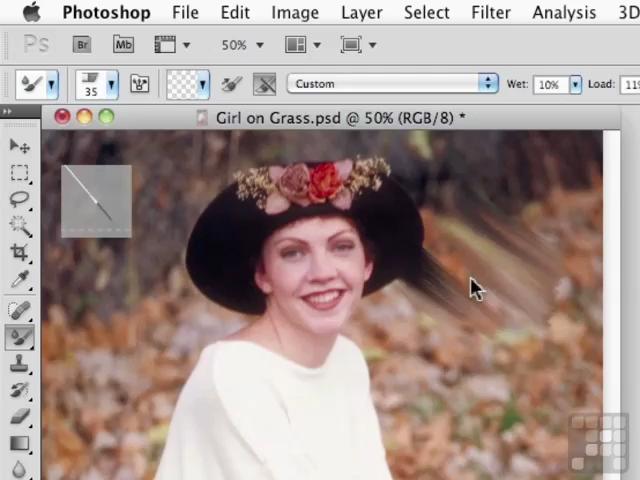 Photoshop File Edit Image Layer Select Filter Analysis 3D
Ps Br Mb 50%
35 Custom Wet: 10% Load: 11%
Girl on Grass.psd @ 50% (RGB/8) *